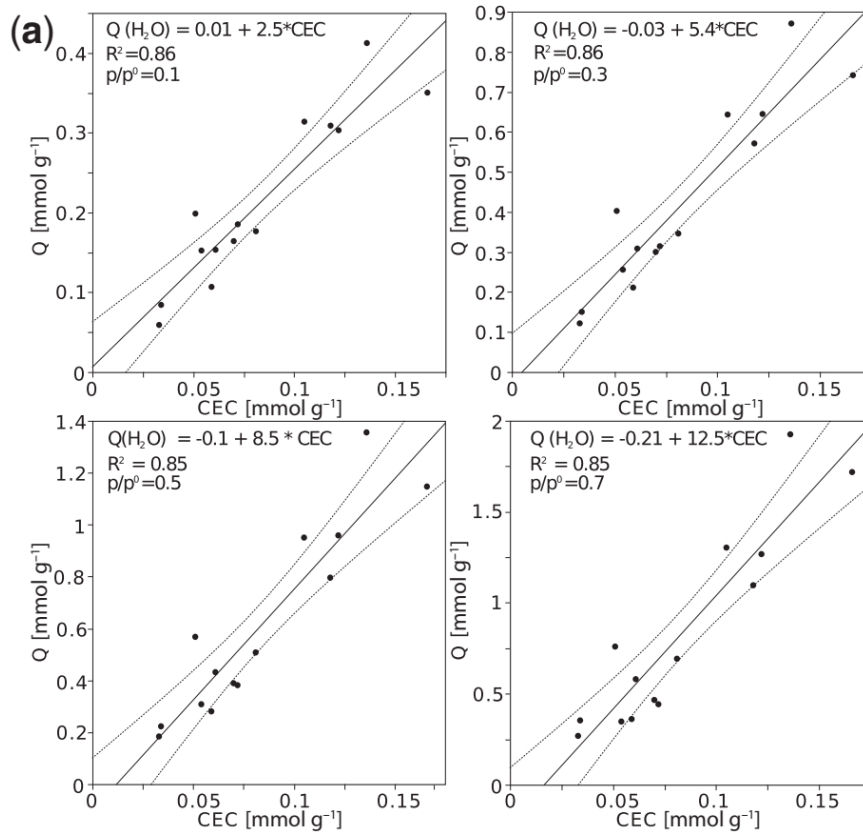 (a)
Q (H₂O) = 0.01 + 2.5*CEC
R²=0.86
p/p⁰=0.1
0.4
0.3
0.2
0.1
0
Q [mmol g⁻¹]
0
0.05
0.1
0.15
CEC [mmol g⁻¹]
Q (H₂O) = -0.03 + 5.4*CEC
R²=0.86
p/p⁰=0.3
0.9
0.8
0.7
0.6
0.5
0.4
0.3
0.2
0.1
0
Q [mmol g⁻¹]
0
0.05
0.1
0.15
CEC [mmol g⁻¹]
Q(H₂O) = -0.1 + 8.5 * CEC
R² = 0.85
p/p⁰=0.5
1.4
1.2
1
0.8
0.6
0.4
0.2
0
Q [mmol g⁻¹]
0
0.05
0.1
0.15
CEC [mmol g⁻¹]
Q (H₂O) = -0.21 + 12.5*CEC
R² = 0.85
p/p⁰=0.7
2
1.5
1
0.5
0
Q [mmol g⁻¹]
0
0.05
0.1
0.15
CEC [mmol g⁻¹]